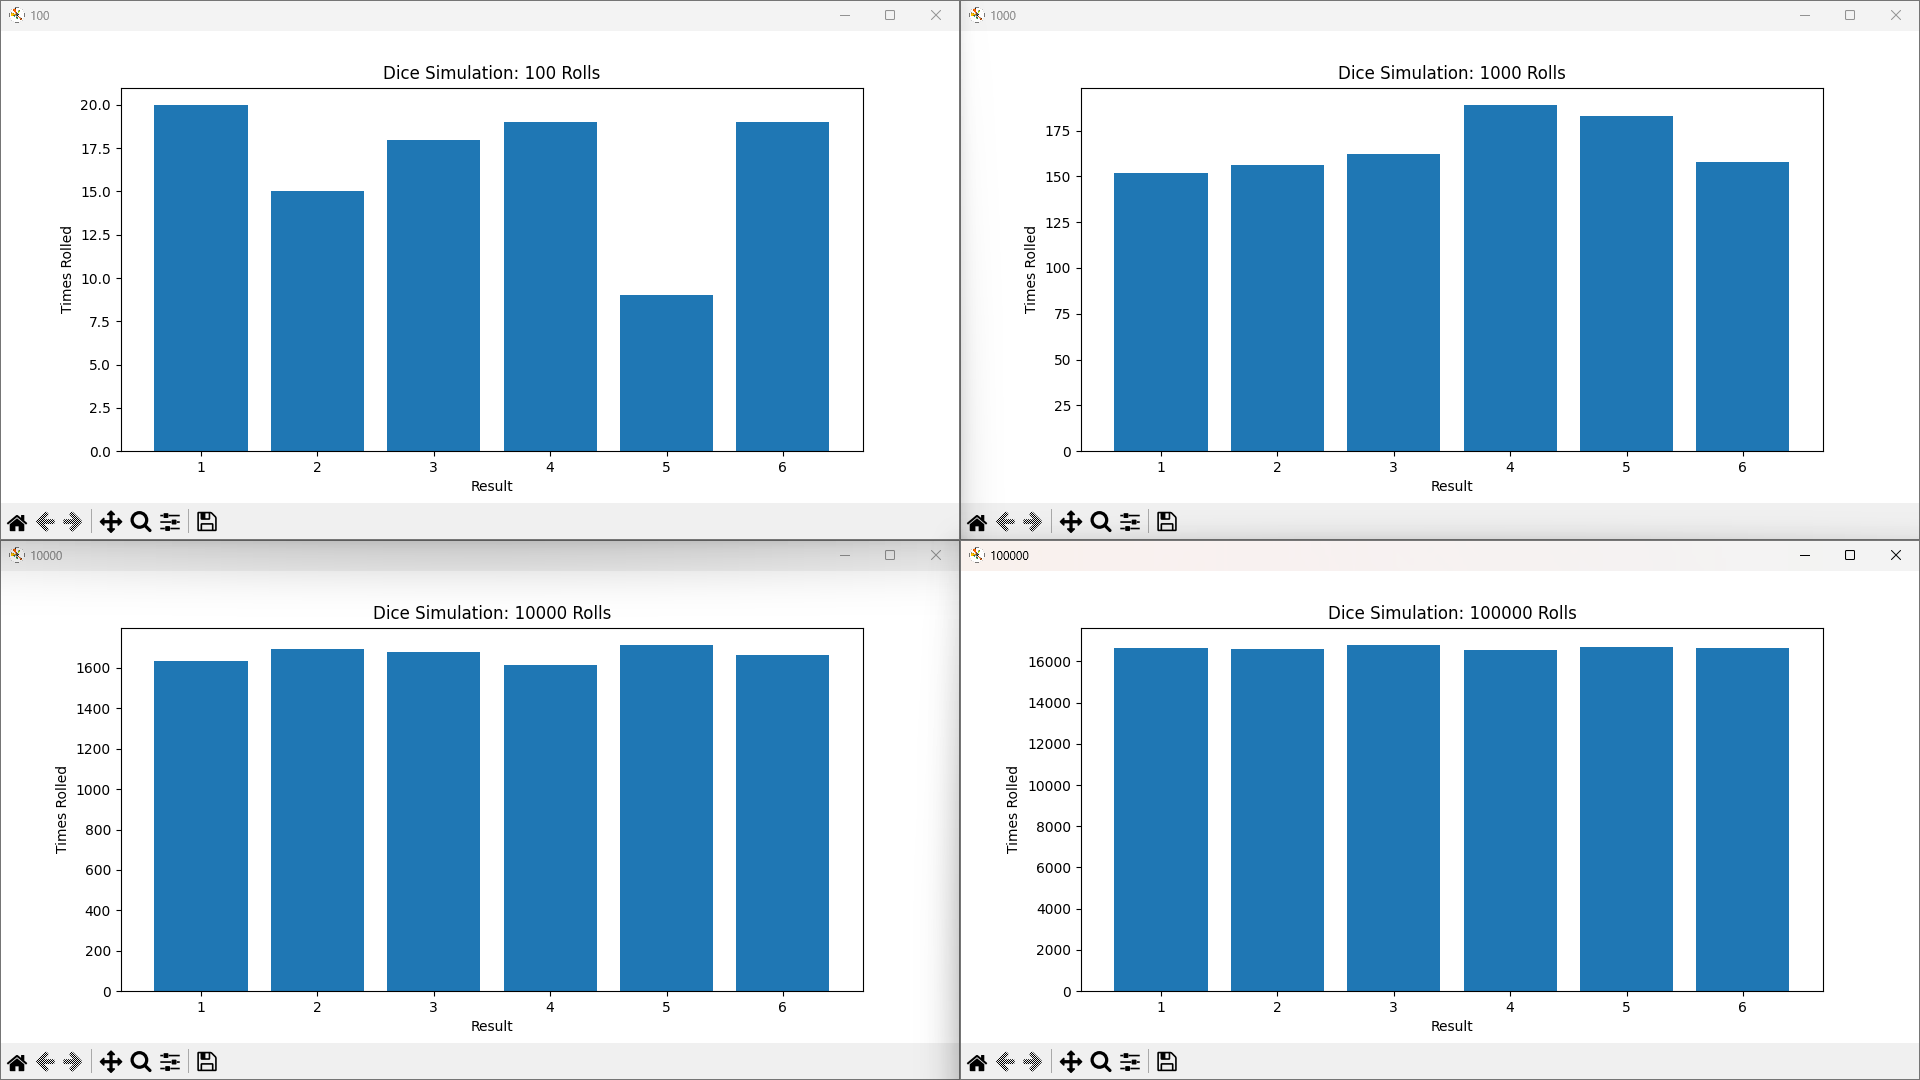 100
Dice Simulation: 100 Rolls
20.0
17.5
15.0
12.5
10.0
7.5
5.0
2.5
0.0
Times Rolled
1 2 3 4 5 6
Result
1000
Dice Simulation: 1000 Rolls
175
150
125
100
75
50
25
0
Times Rolled
1 2 3 4 5 6
Result
10000
Dice Simulation: 10000 Rolls
1600
1400
1200
1000
800
600
400
200
0
Times Rolled
1 2 3 4 5 6
Result
100000
Dice Simulation: 100000 Rolls
16000
14000
12000
10000
8000
6000
4000
2000
0
Times Rolled
1 2 3 4 5 6
Result